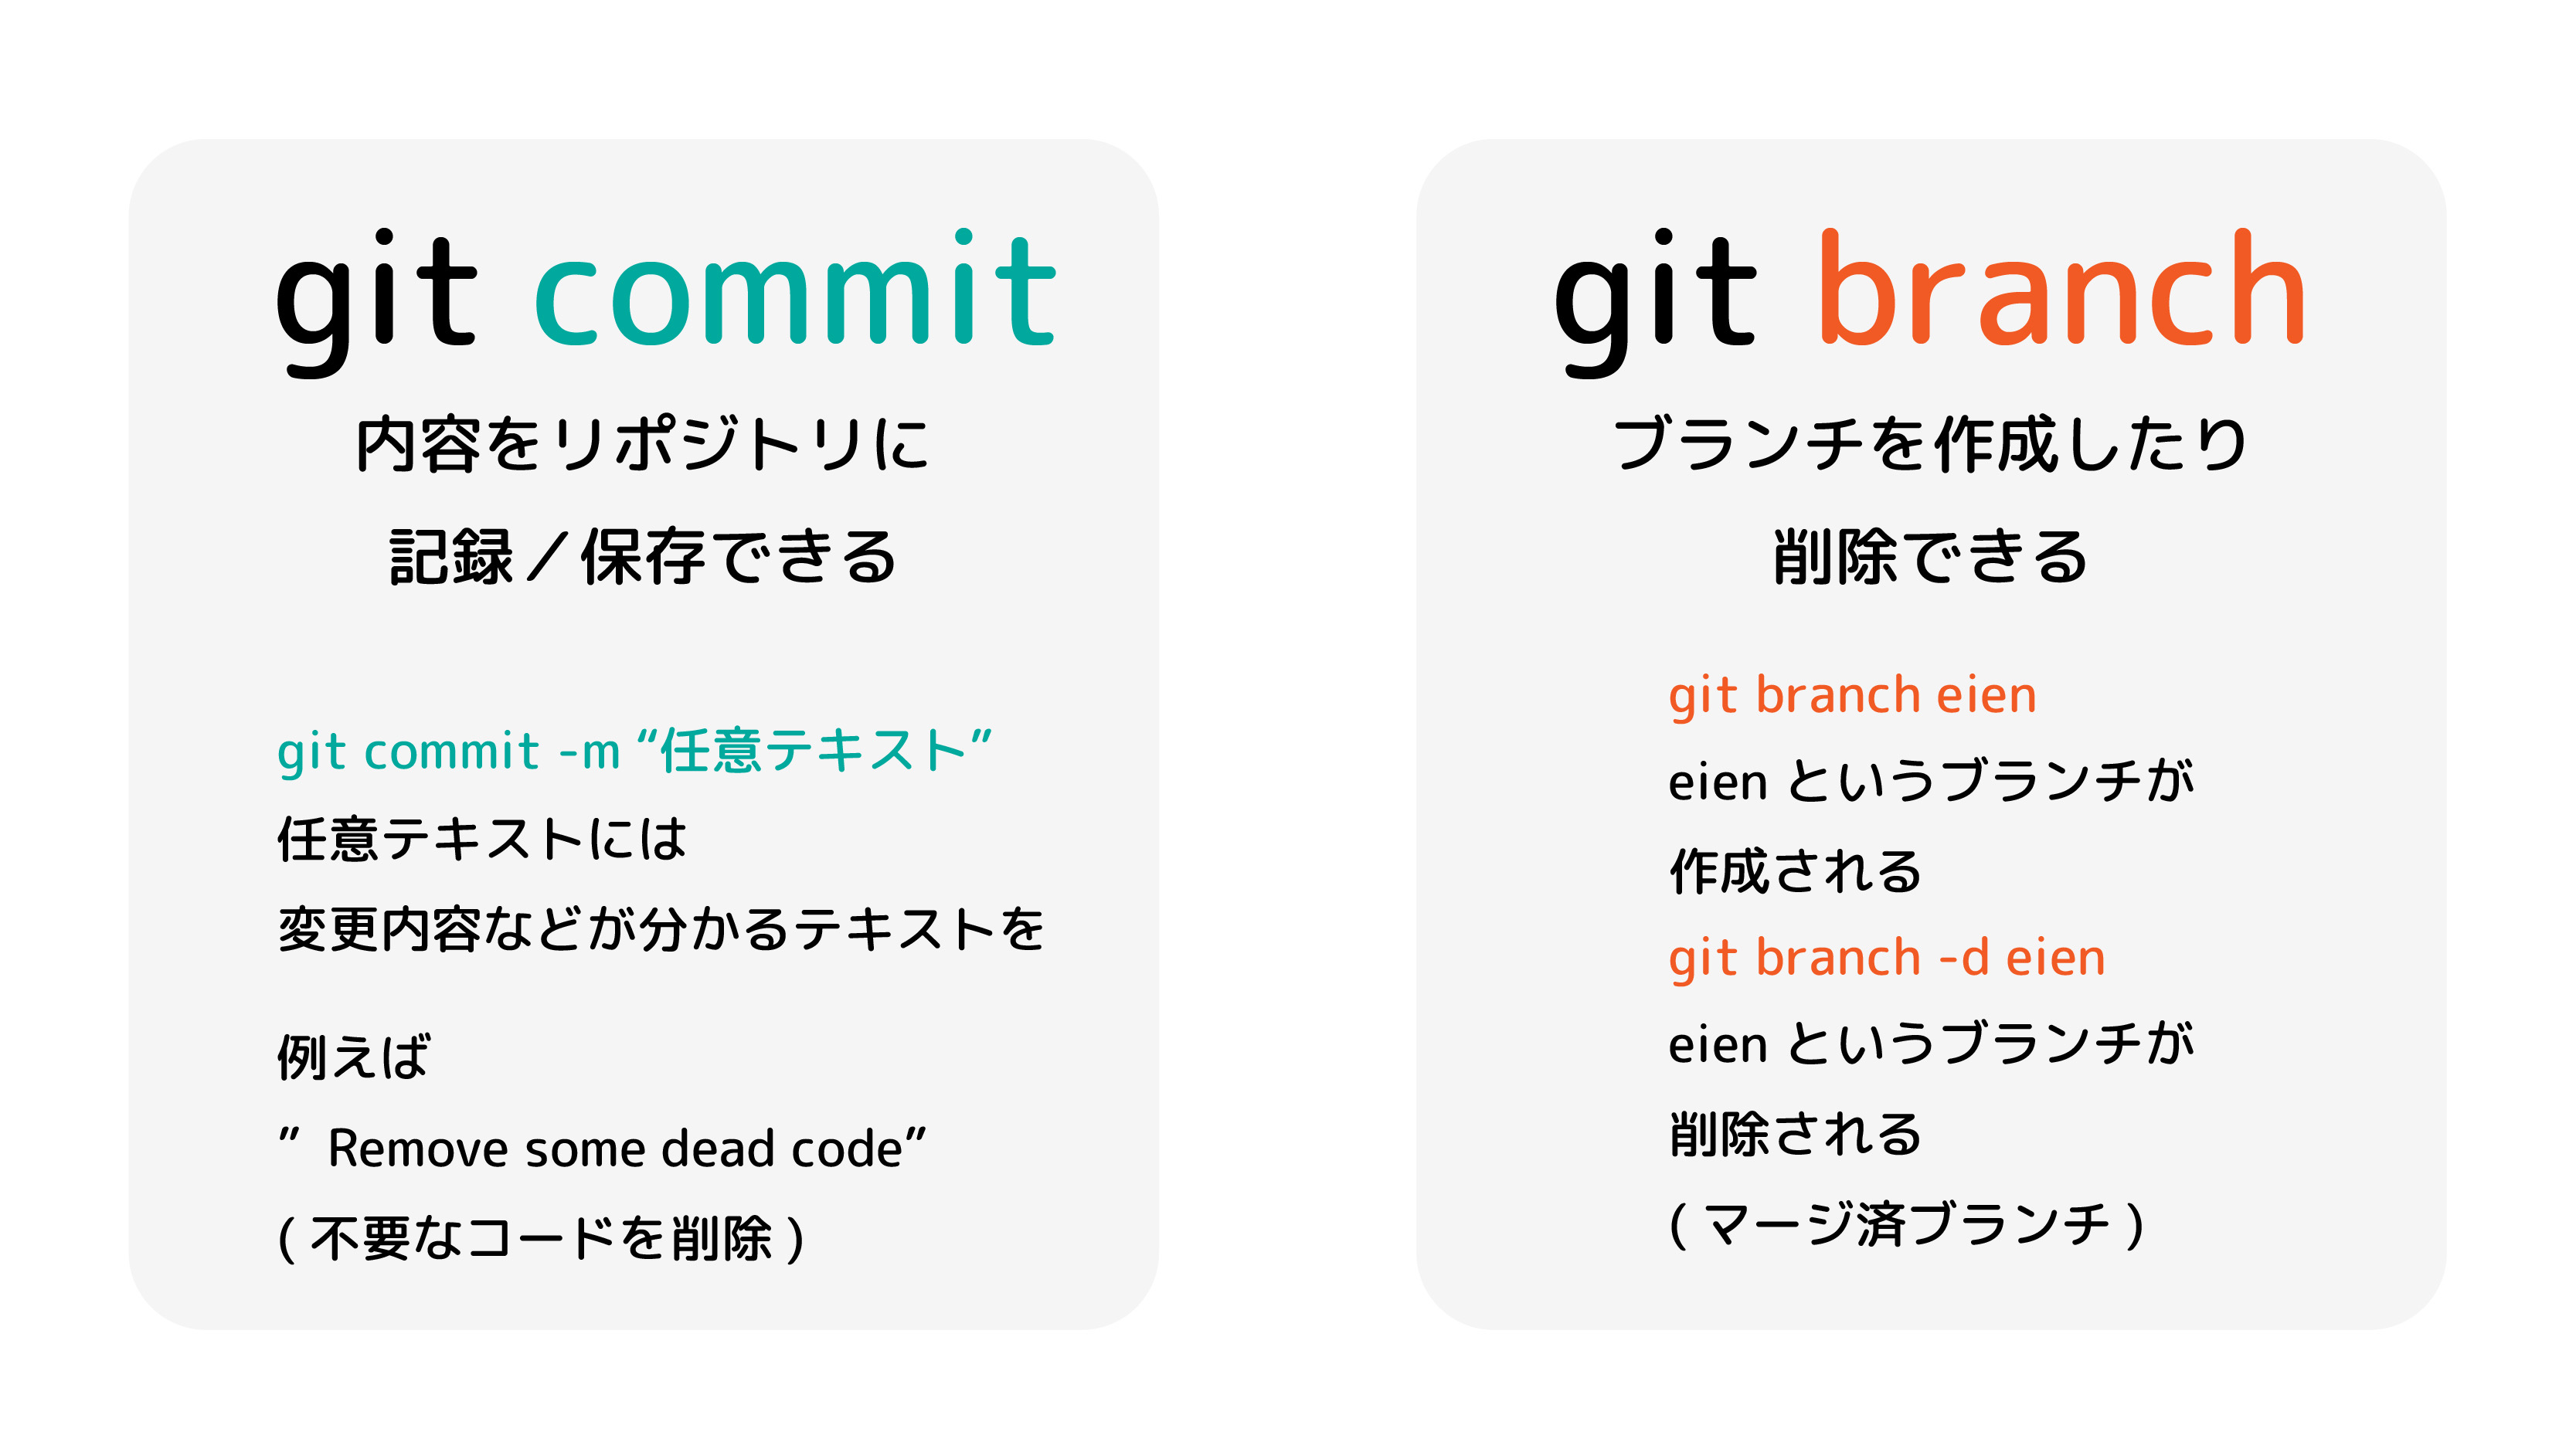 git commit
内容をリポジトリに
記録／保存できる
git commit -m “任意テキスト”
任意テキストには
変更内容などが分かるテキストを
例えば
” Remove some dead code”
( 不要なコードを削除 )
git branch
ブランチを作成したり
削除できる
git branch eien
eien というブランチが
作成される
git branch -d eien
eien というブランチが
削除される
( マージ済ブランチ )